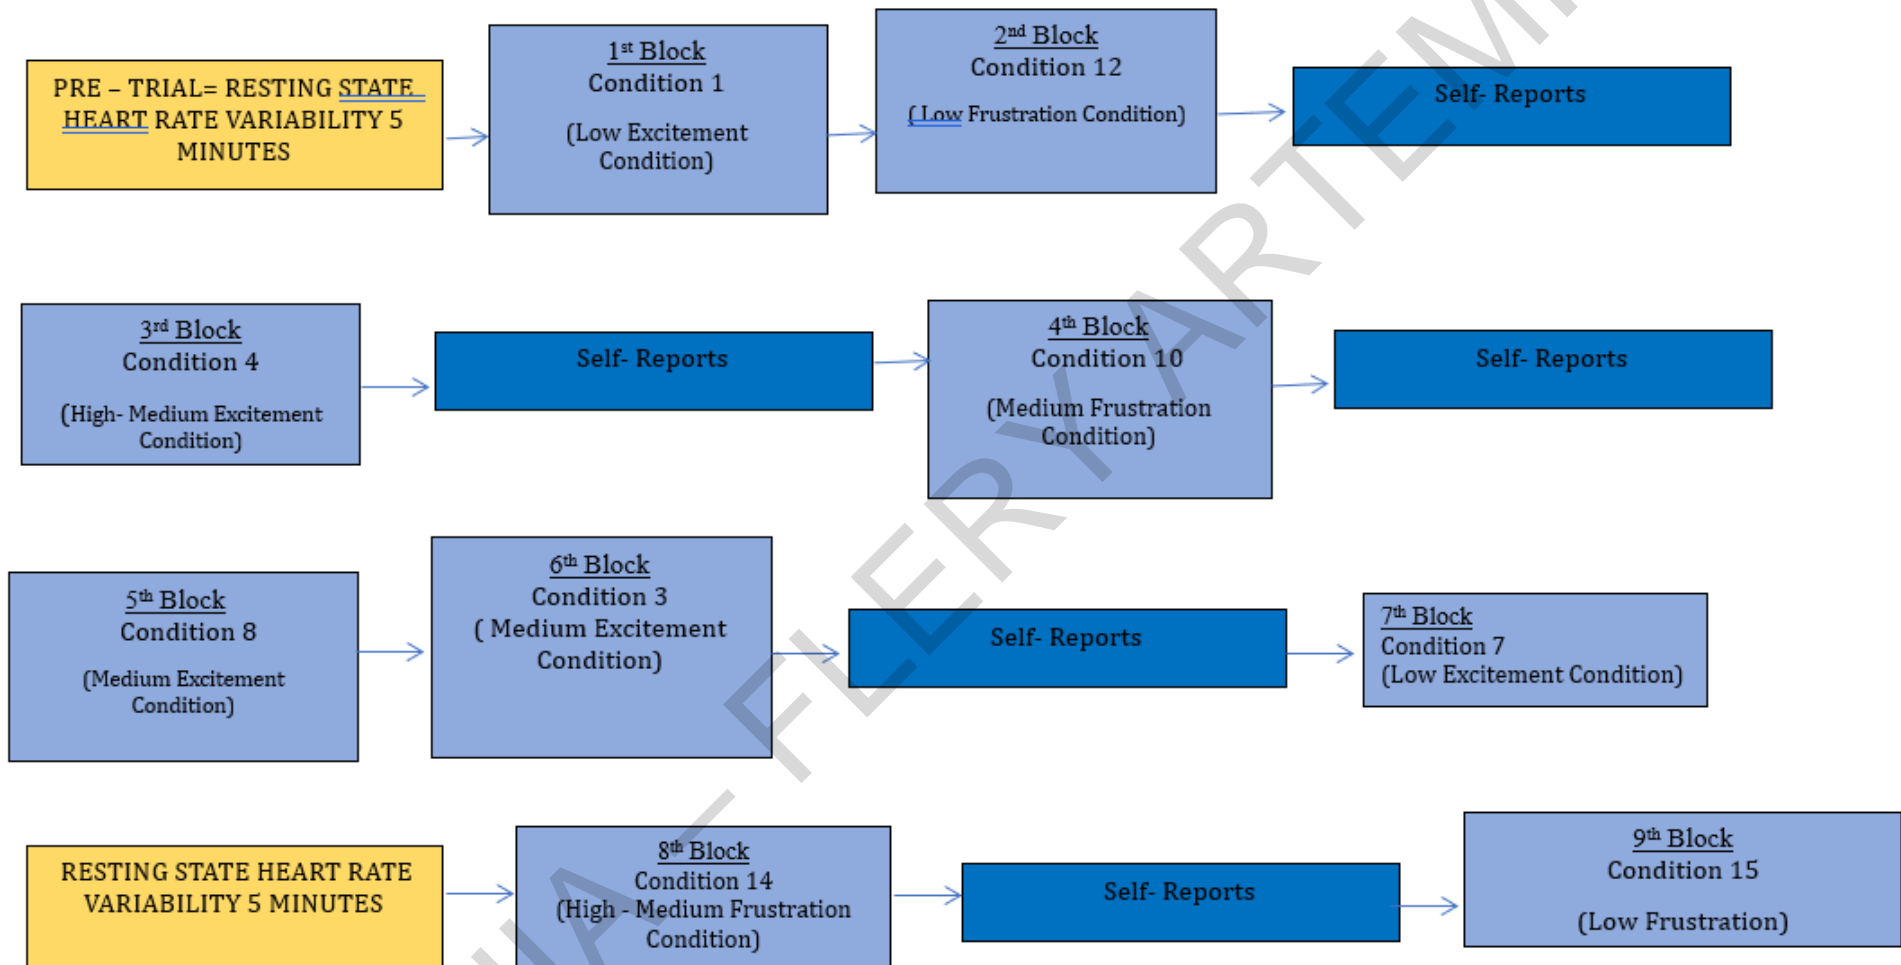 PRE – TRIAL= RESTING STATE
HEART RATE VARIABILITY 5
MINUTES
1st Block
Condition 1
(Low Excitement
Condition)
2nd Block
Condition 12
( Low Frustration Condition)
Self- Reports
3rd Block
Condition 4
(High- Medium Excitement
Condition)
Self- Reports
4th Block
Condition 10
(Medium Frustration
Condition)
Self- Reports
5th Block
Condition 8
(Medium Excitement
Condition)
6th Block
Condition 3
( Medium Excitement
Condition)
Self- Reports
7th Block
Condition 7
(Low Excitement Condition)
RESTING STATE HEART RATE
VARIABILITY 5 MINUTES
8th Block
Condition 14
(High - Medium Frustration
Condition)
Self- Reports
9th Block
Condition 15
(Low Frustration)
– FLERY